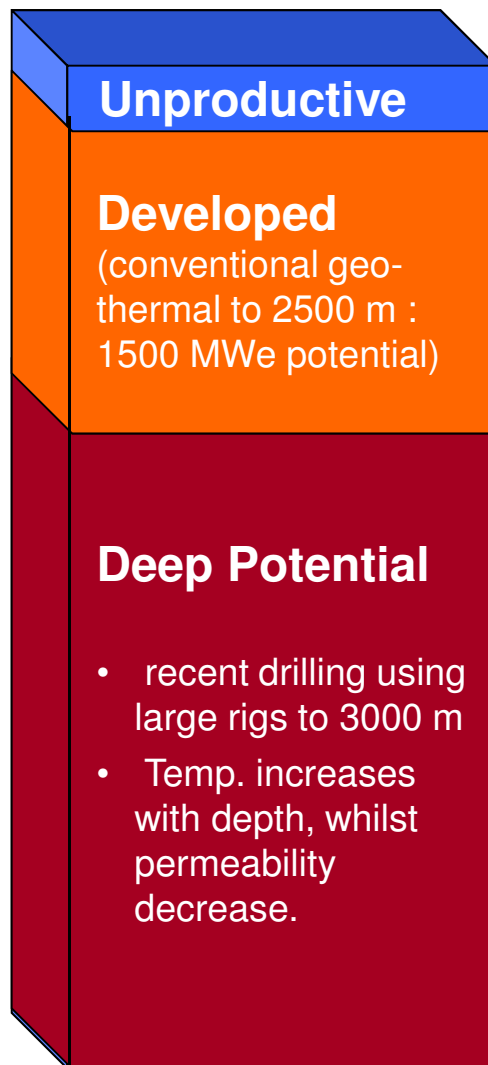 Unproductive
Developed
(conventional geo-
thermal to 2500 m :
1500 MWe potential)
Deep Potential
• recent drilling using
large rigs to 3000 m
• Temp. increases
with depth, whilst
permeability
decrease.